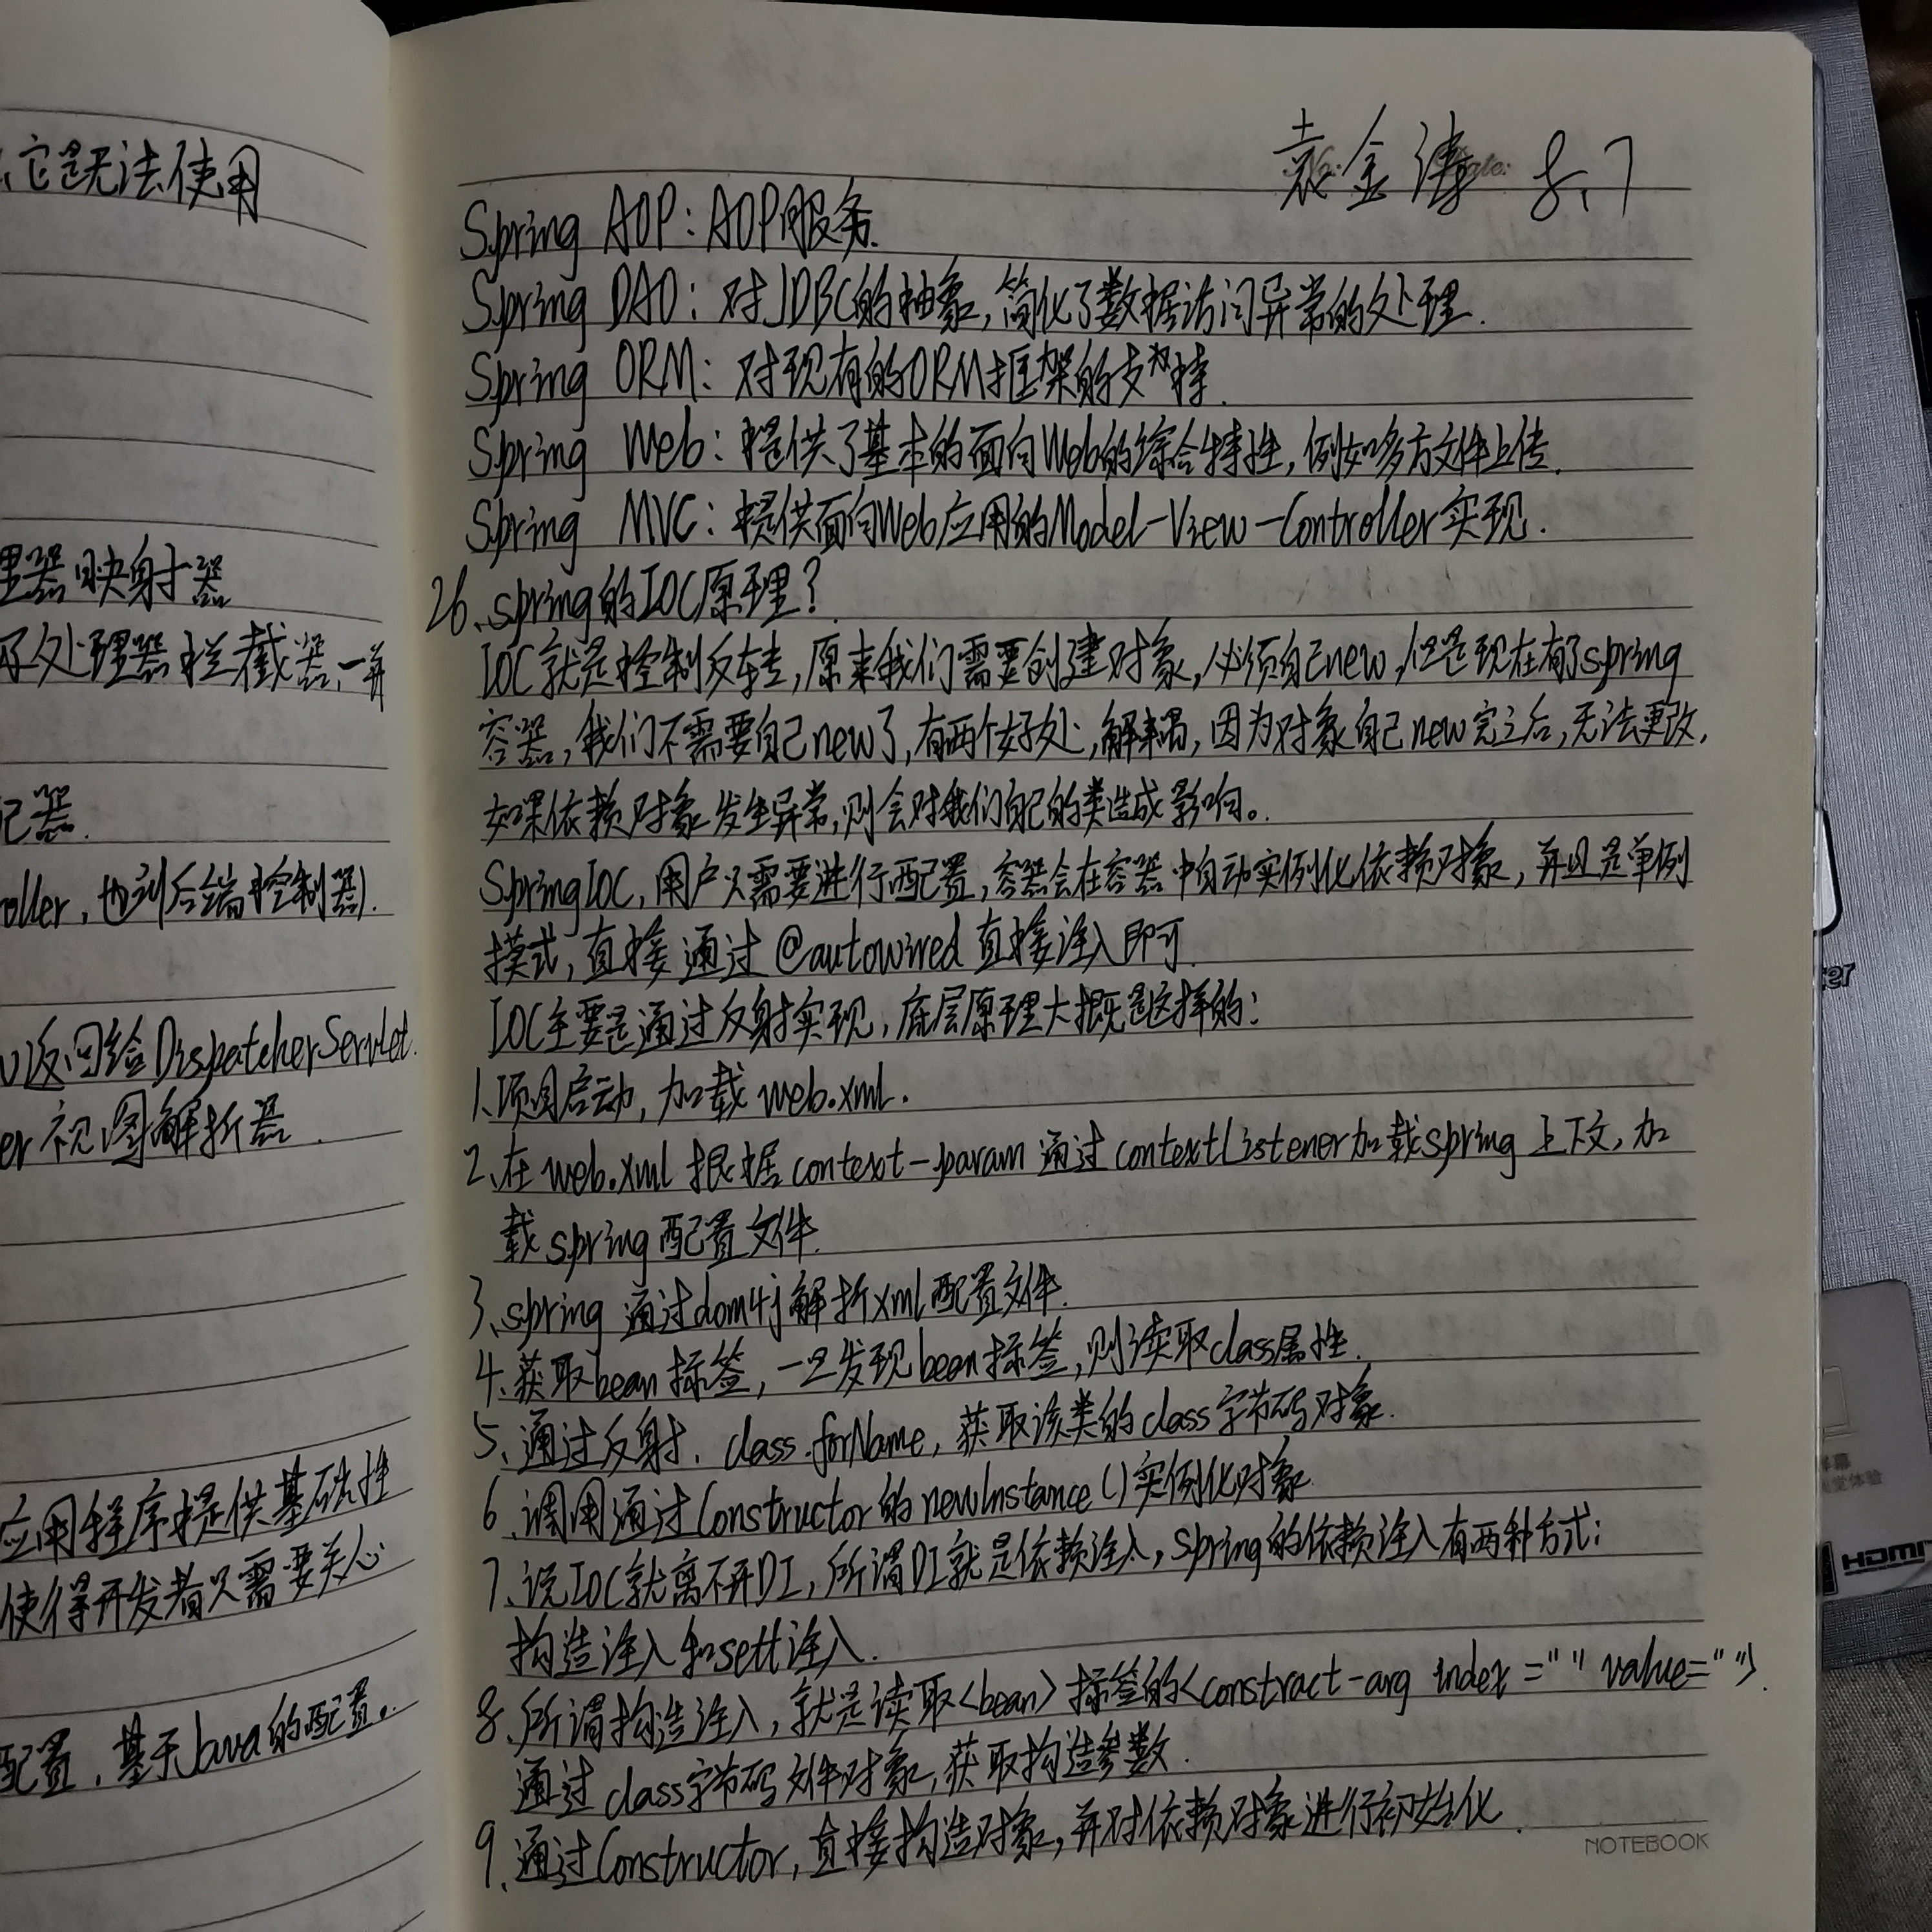 它是无法使用
理器映射器
及处理器拦截器,一并
配器.
roller,也叫后端控制器).
返回给DispatcherServlet.
er视图解析器.
应用程序提供基础性
使得开发者只需要关心
配置,基于Java的配置。
袁金涛 8.7
Spring AOP:AOP服务.
Spring DAO:对JDBC的抽象,简化了数据访问异常的处理.
Spring ORM:对现有的ORM框架的支持.
Spring Web:提供了基本的面向Web的综合特性,例如多方文件上传.
Spring MVC:提供面向Web应用的Model-View-Controller实现.
26、spring的IOC原理?
IOC就是控制反转,原来我们需要创建对象,必须自己new,但是现在有了spring
容器,我们不需要自己new了,有两个好处,解耦,因为对象自己new完之后,无法更改,
如果依赖对象发生异常,则会对我们自己的类造成影响。
SpringIOC,用户只需要进行配置,容器会在容器中自动实例化依赖对象,并且是单例
模式,直接通过@autowired直接注入即可.
IOC主要是通过反射实现,底层原理大概是这样的:
1、项目启动,加载web.xml.
2、在web.xml根据context-param通过contextListener加载spring上下文,加
载spring配置文件.
3、spring通过dom4j解析xml配置文件.
4、获取bean标签,一旦发现bean标签,则读取class属性.
5、通过反射.class.forName,获取该类的class字节码对象.
6、调用通过Constructor的newInstance()实例化对象.
7、说IOC就离不开DI,所谓DI就是依赖注入,spring的依赖注入有两种方式:
构造注入和sett注入.
8、所谓构造注入,就是读取<bean>标签的<constract-arg index="" value="">.
通过class字节码文件对象,获取构造参数.
9、通过Constructor,直接构造对象,并对依赖对象进行初始化.
NOTEBOOK
HDMI